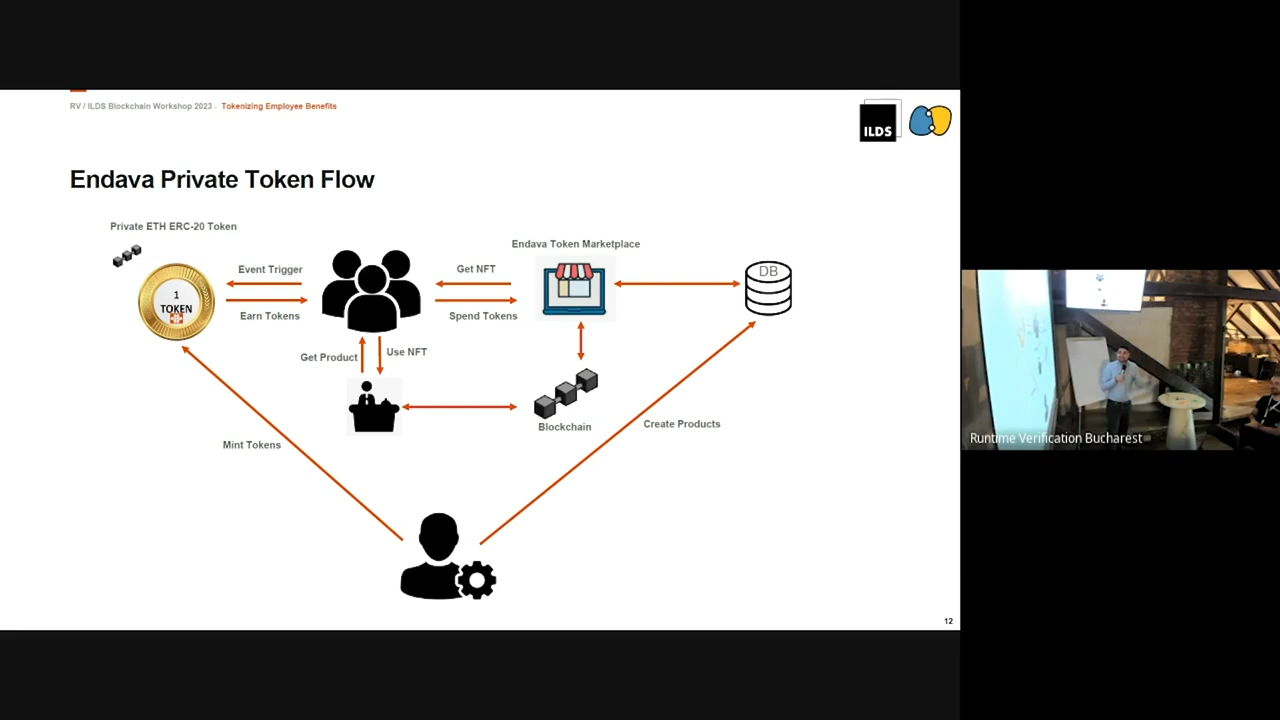 RV / ILDS Blockchain Workshop 2023 - Tokenizing Employee Benefits
ILDS
Endava Private Token Flow
Private ETH ERC-20 Token
Endava Token Marketplace
Event Trigger
Get NFT
DB
1
TOKEN
Earn Tokens
Spend Tokens
Get Product
Use NFT
Blockchain
Create Products
Mint Tokens
Runtime Verification Bucharest
12